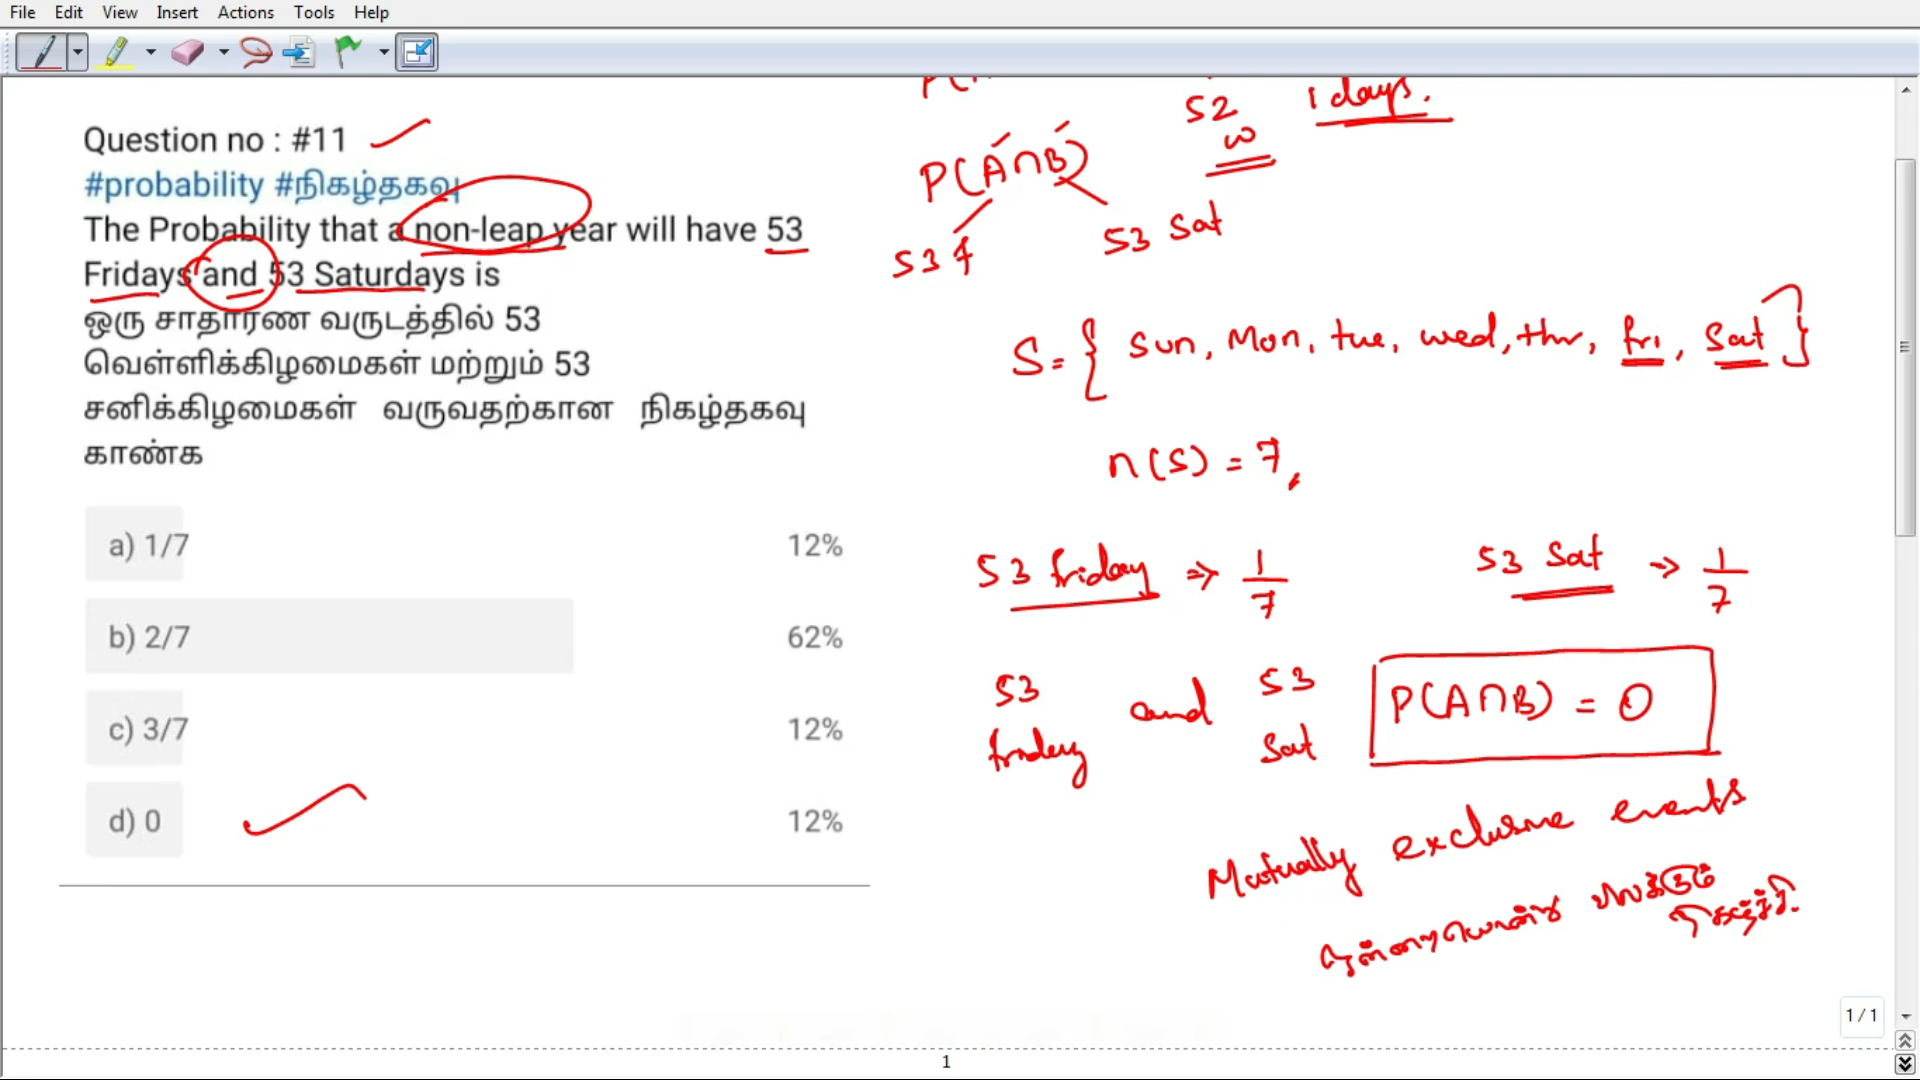 File Edit View Insert Actions Tools Help
Question no : #11
#probability #நிகழ்தகவு
The Probability that a non-leap year will have 53
Fridays and 53 Saturdays is
ஒரு சாதாரண வருடத்தில் 53
வெள்ளிக்கிழமைகள் மற்றும் 53
சனிக்கிழமைகள் வருவதற்கான நிகழ்தகவு
காண்க
a) 1/7 12%
b) 2/7 62%
c) 3/7 12%
d) 0 12%
52 1 days.
w
P(A∩B)
53 f 53 Sat
S = { Sun, Mon, tue, wed, thr, fri, Sat }
n(S) = 7,
53 friday ⇒ 1/7 53 Sat → 1/7
53 friday and 53 Sat P(A∩B) = 0
Mutually exclusive events
1 / 1
1